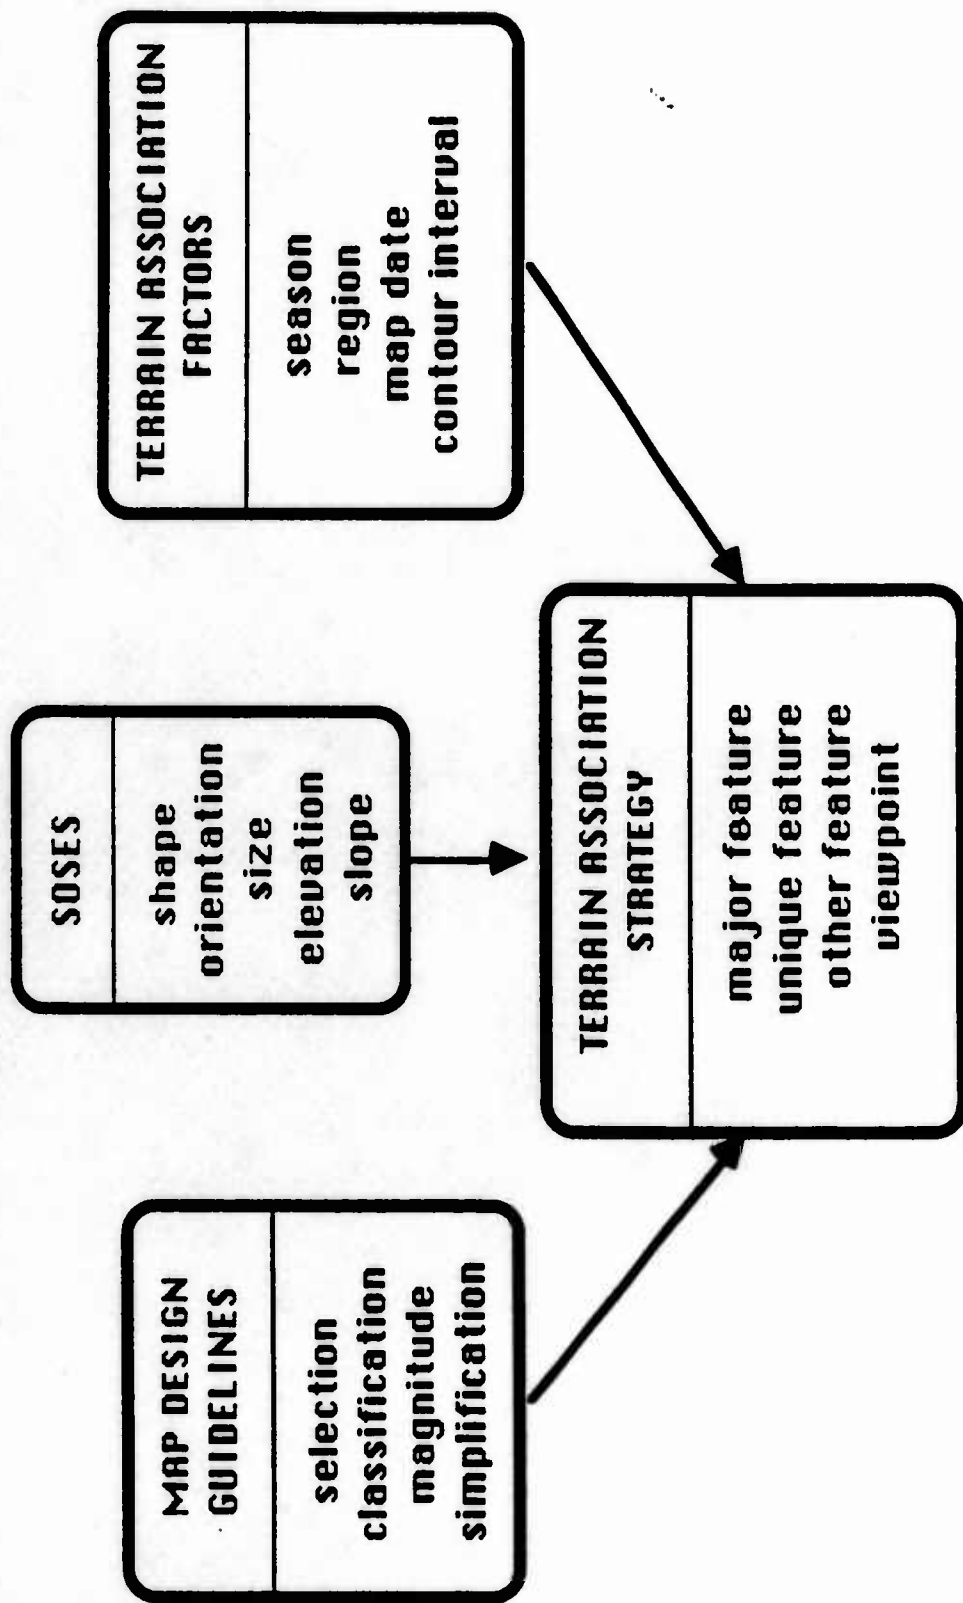 MAP DESIGN
GUIDELINES
selection
classification
magnitude
simplification
SOSES
shape
orientation
size
elevation
slope
TERRAIN ASSOCIATION
FACTORS
season
region
map date
contour interval
TERRAIN ASSOCIATION
STRATEGY
major feature
unique feature
other feature
viewpoint